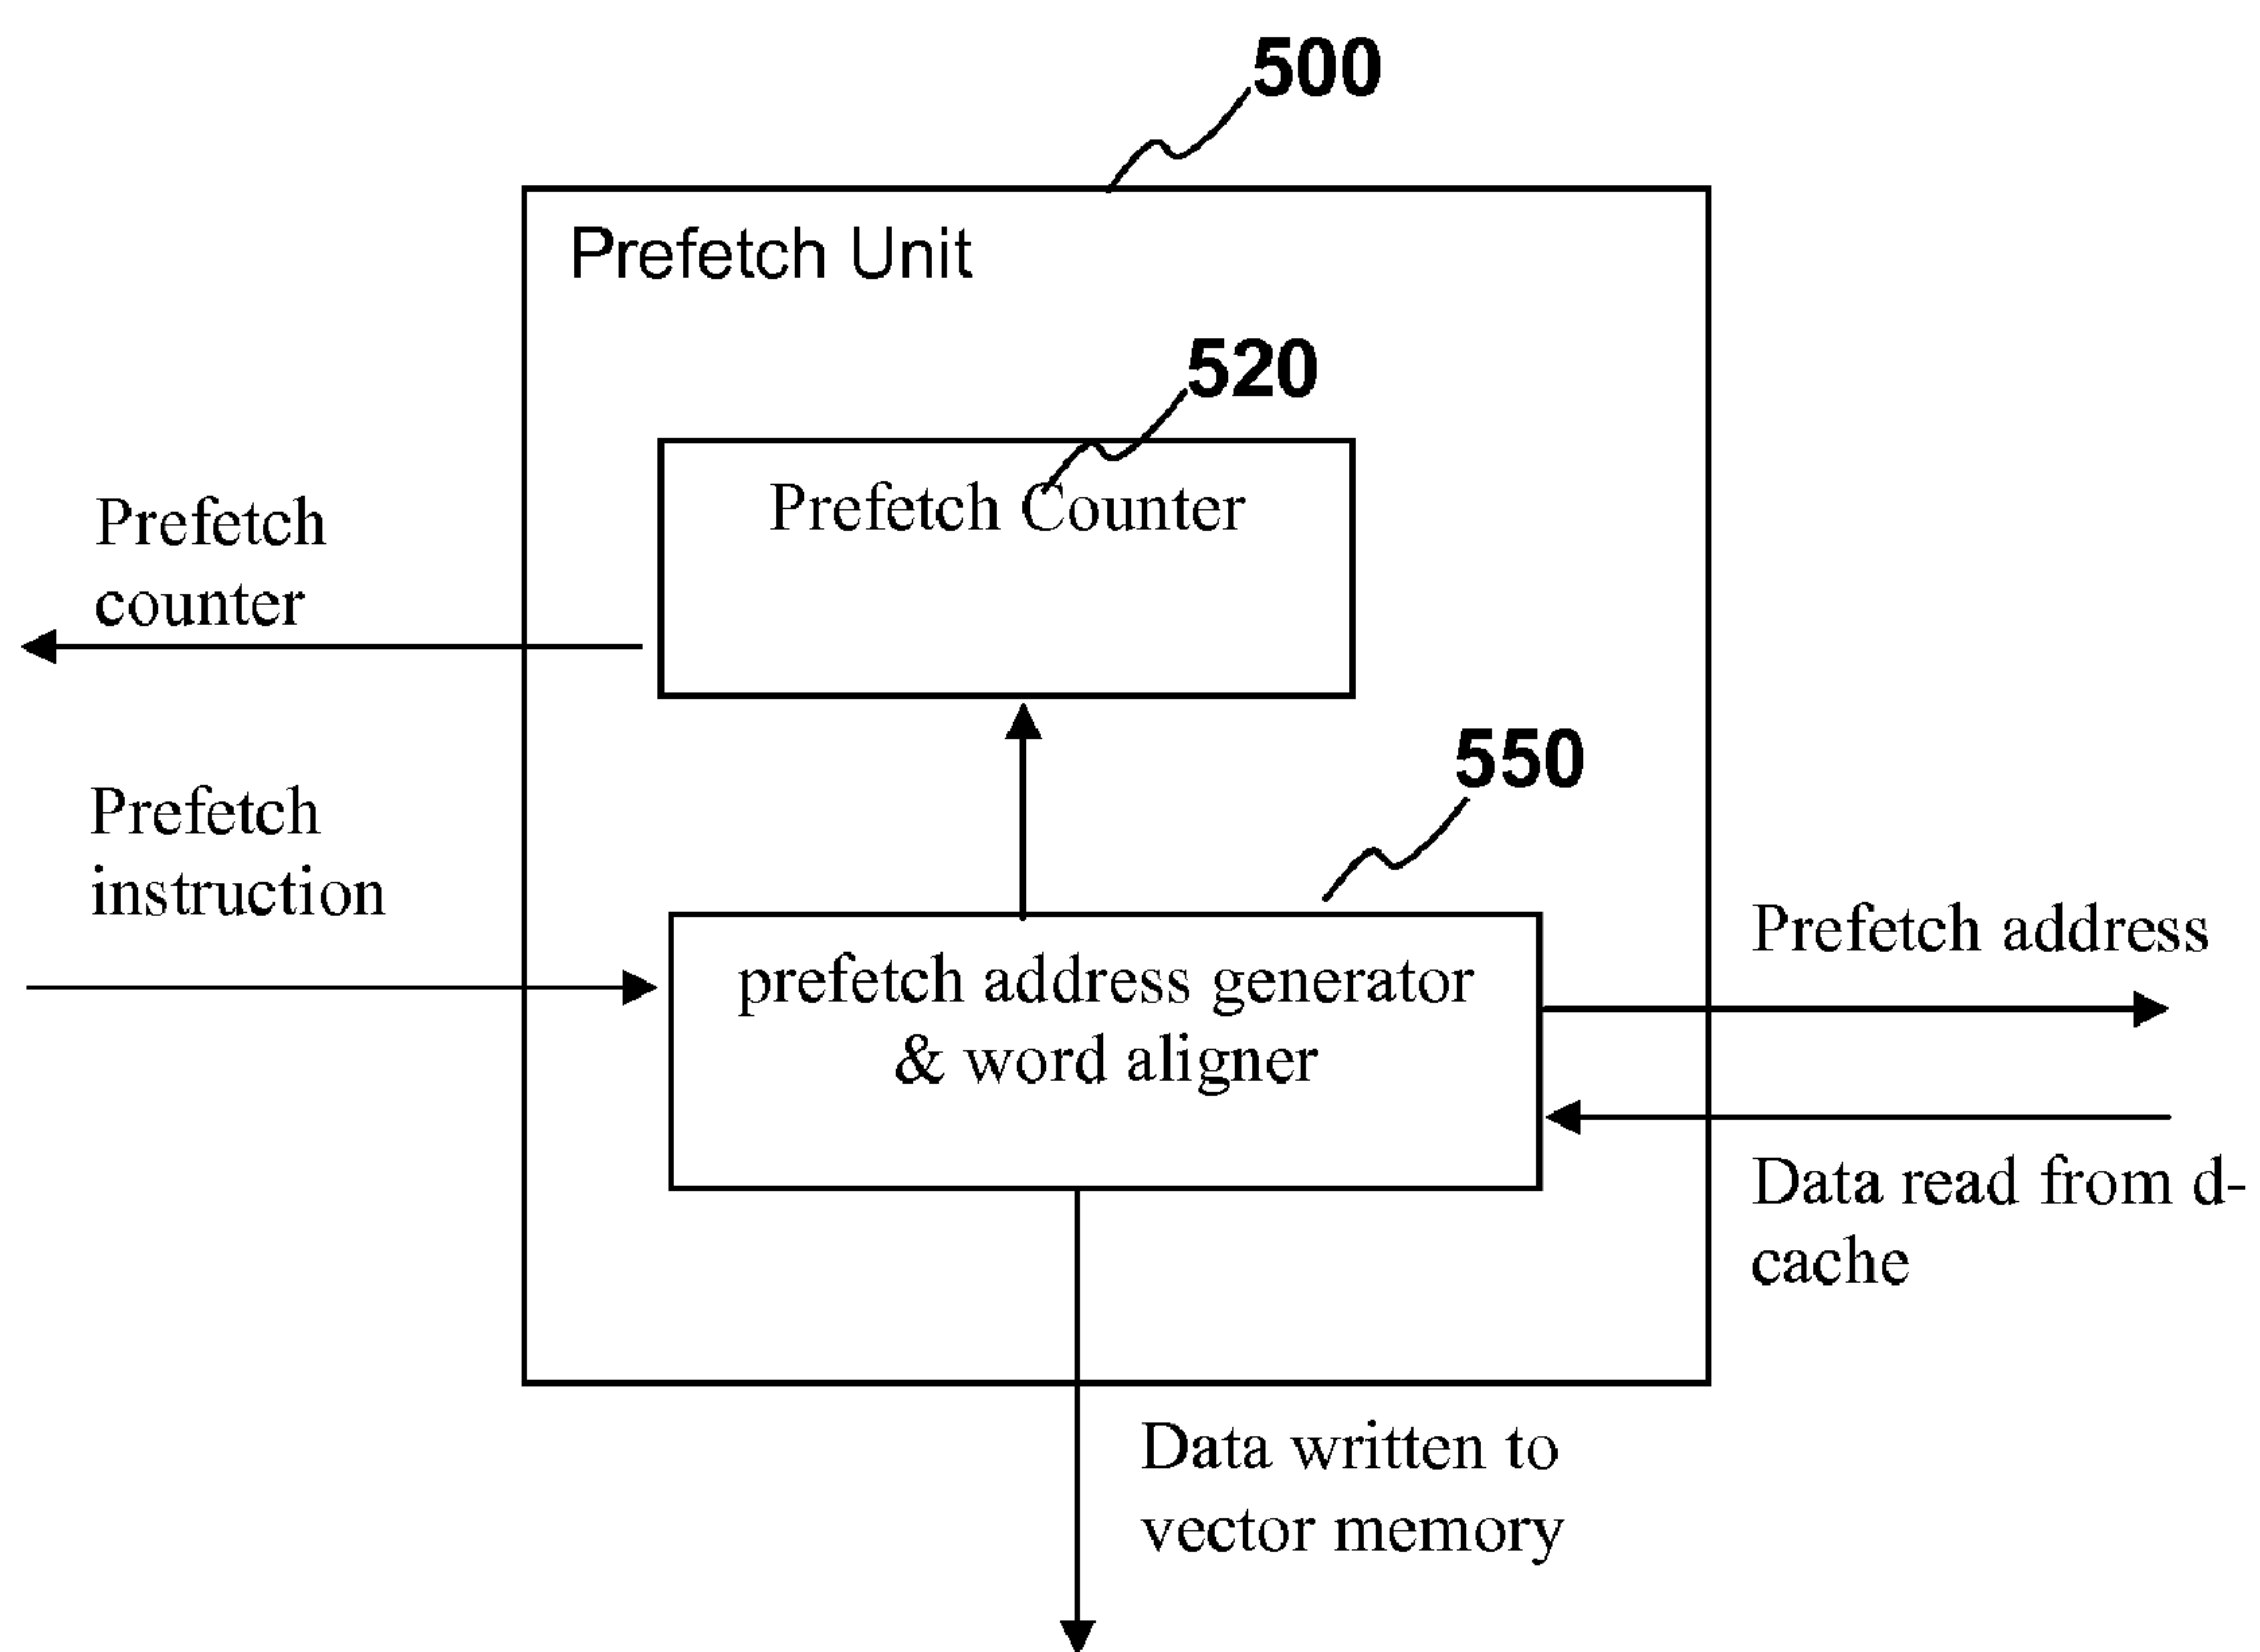 500
Prefetch Unit
520
Prefetch Counter
Prefetch
counter
550
Prefetch
instruction
prefetch address generator
& word aligner
Prefetch address
Data read from d-
cache
Data written to
vector memory